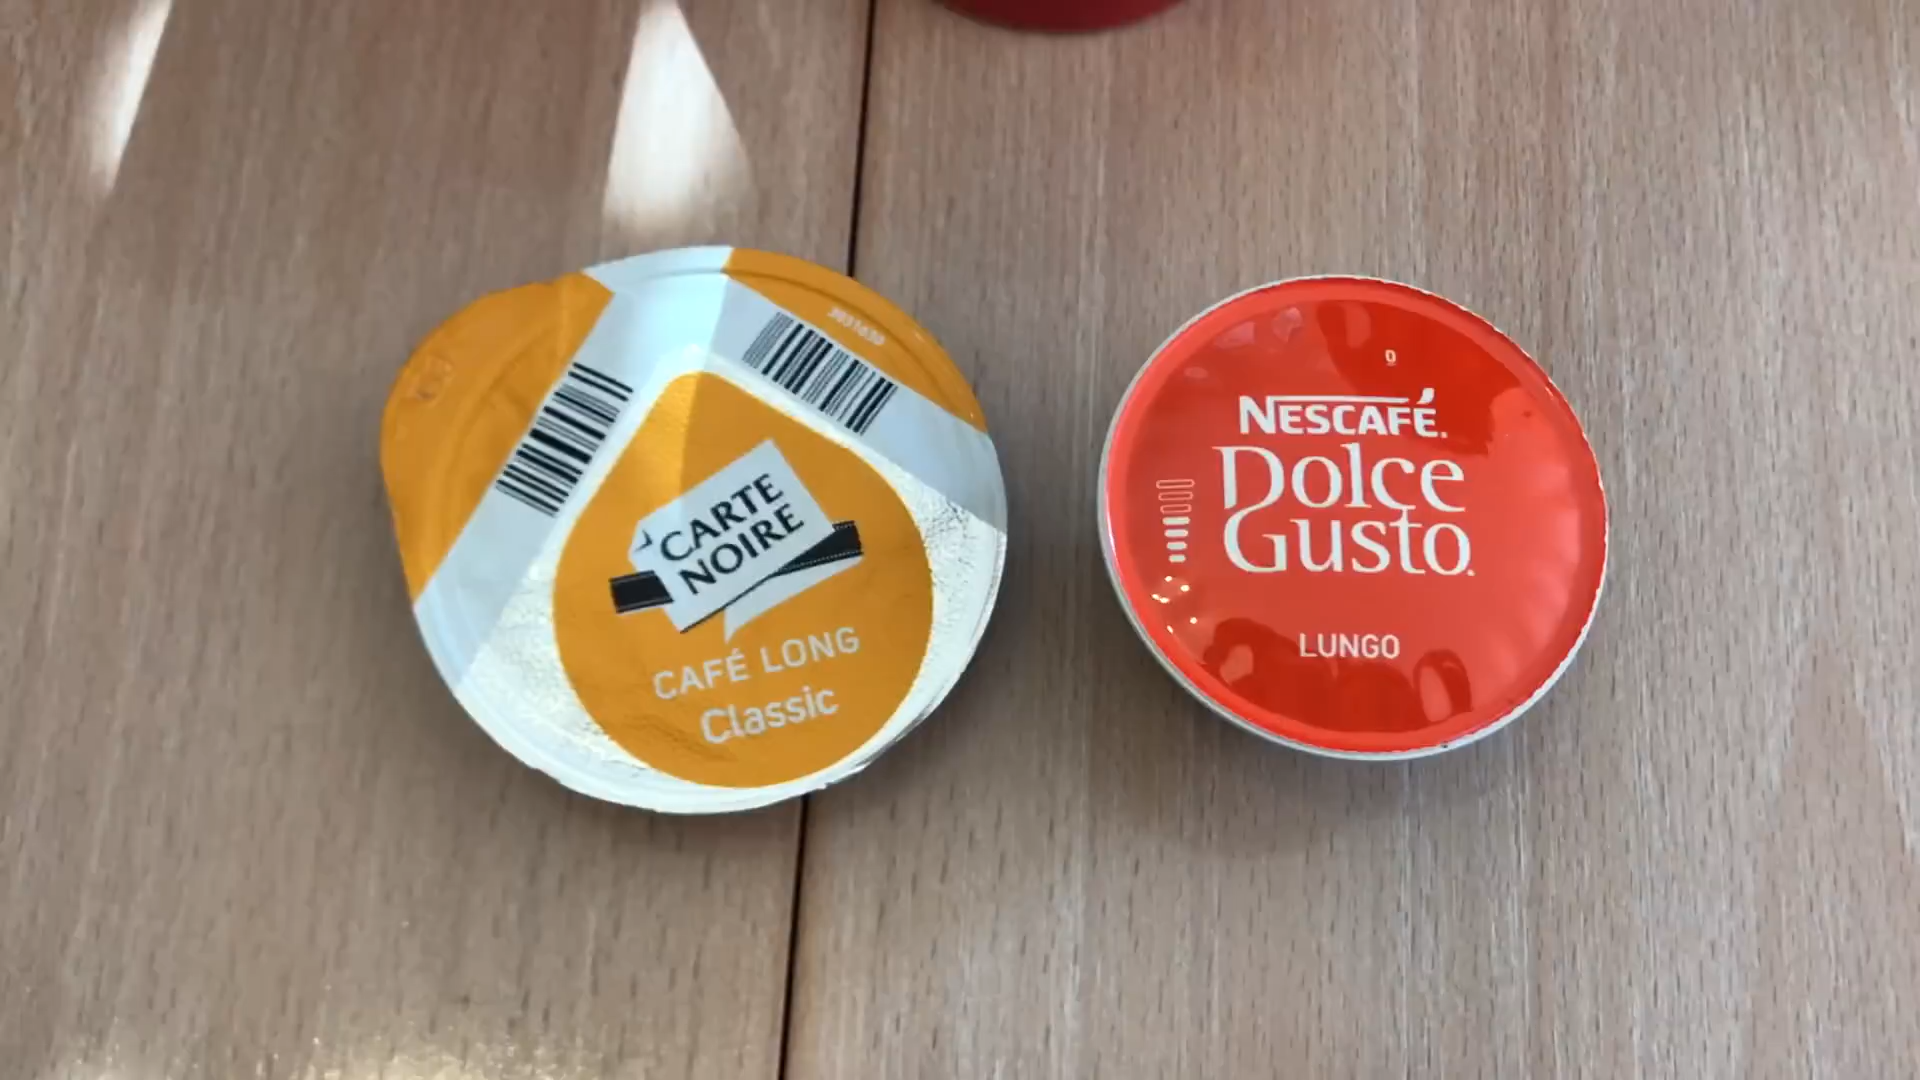 CARTE
NOIRE
CAFÉ LONG
Classic
NESCAFÉ.
Dolce
Gusto.
LUNGO